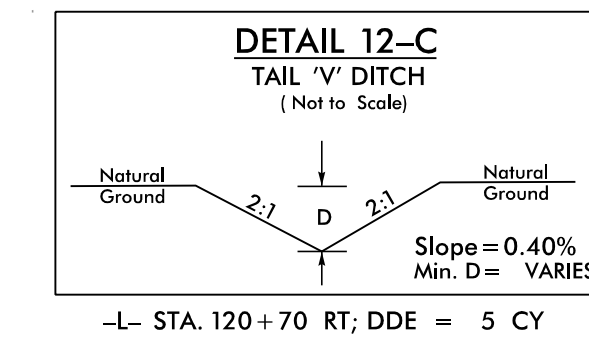 DETAIL 12–C
TAIL 'V' DITCH
( Not to Scale)
Natural
Ground
2:1
D
2:1
Natural
Ground
Slope = 0.40%
Min. D = VARIES
–L– STA. 120+70 RT; DDE = 5 CY